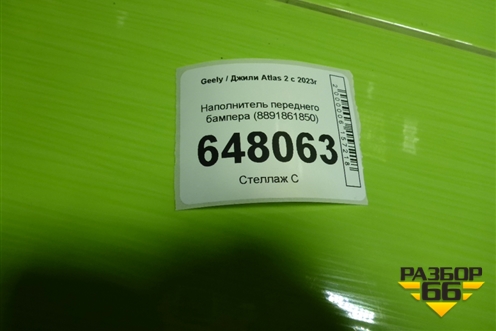 Geely / Джили Atlas 2 с 2023г
Наполнитель переднего
бампера (8891861850)
648063
Стеллаж С
РАЗБОР
66